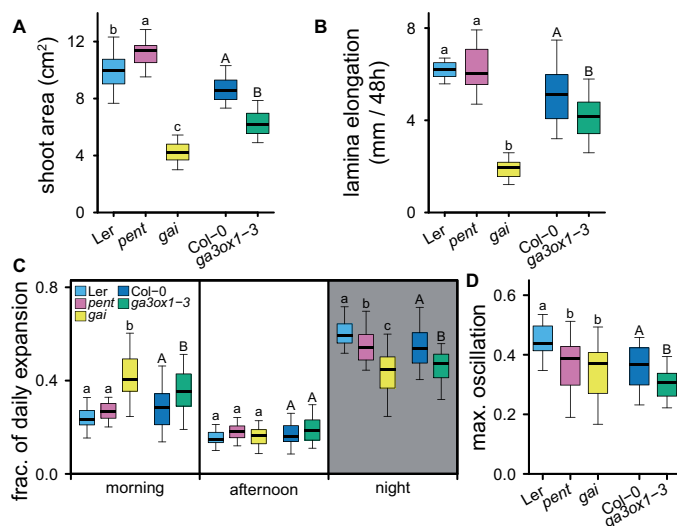 A
shoot area (cm²)
12
8
4
0
b
a
c
A
B
Ler
pent
gai
Col−0
ga3ox1−3
B
lamina elongation
(mm / 48h)
8
4
0
a
a
b
A
B
Ler
pent
gai
Col−0
ga3ox1−3
C
frac. of daily expansion
0.8
0.4
0.0
Ler
pent
gai
Col−0
ga3ox1−3
a
a
b
A
B
a
a
a
A
A
a
b
c
A
B
morning
afternoon
night
D
max. oscillation
0.6
0.4
0.2
0.0
a
b
b
A
B
Ler
pent
gai
Col−0
ga3ox1−3